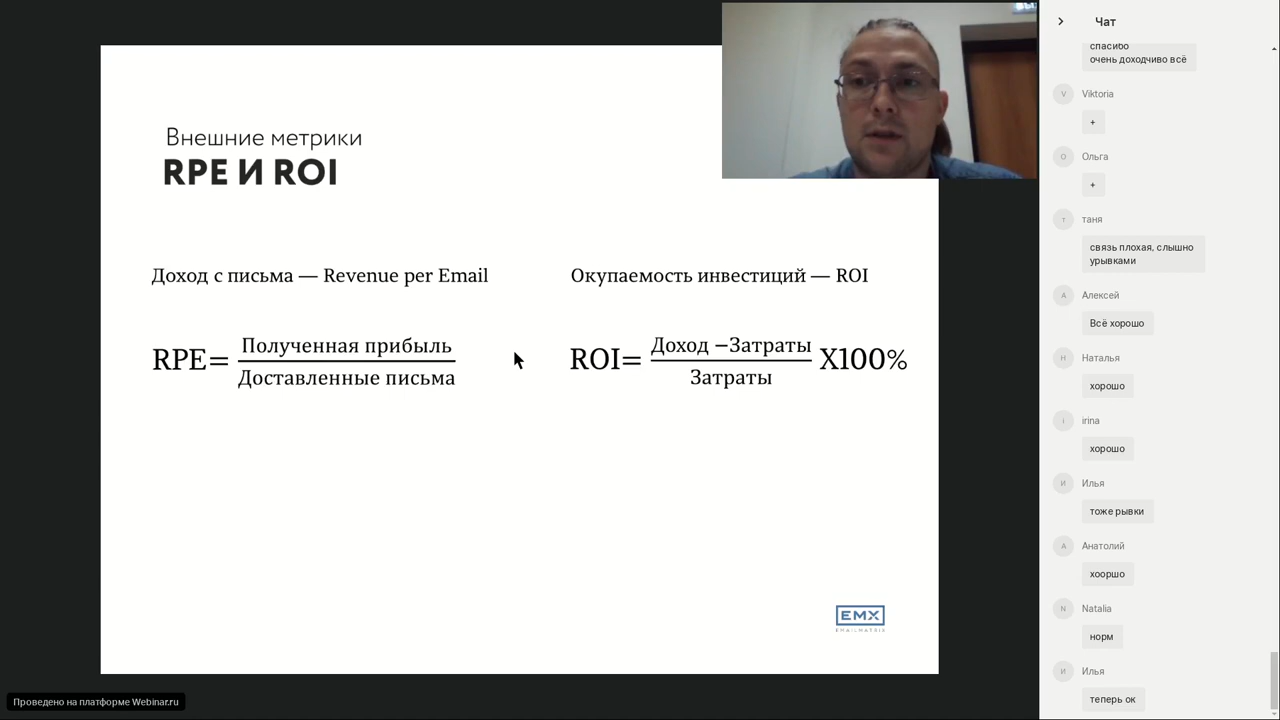 Внешние метрики
RPE И ROI
Доход с письма — Revenue per Email
RPE= Полученная прибыль
Доставленные письма
Окупаемость инвестиций — ROI
ROI= Доход −Затраты X100%
Затраты
EMX
EMAILMATRIX
Проведено на платформе Webinar.ru
Чат
спасибо
очень доходчиво всё
V Viktoria
+
О Ольга
+
т таня
связь плохая, слышно
урывками
А Алексей
Всё хорошо
Н Наталья
хорошо
i irina
хорошо
И Илья
тоже рывки
А Анатолий
хооршо
N Natalia
норм
И Илья
теперь ок